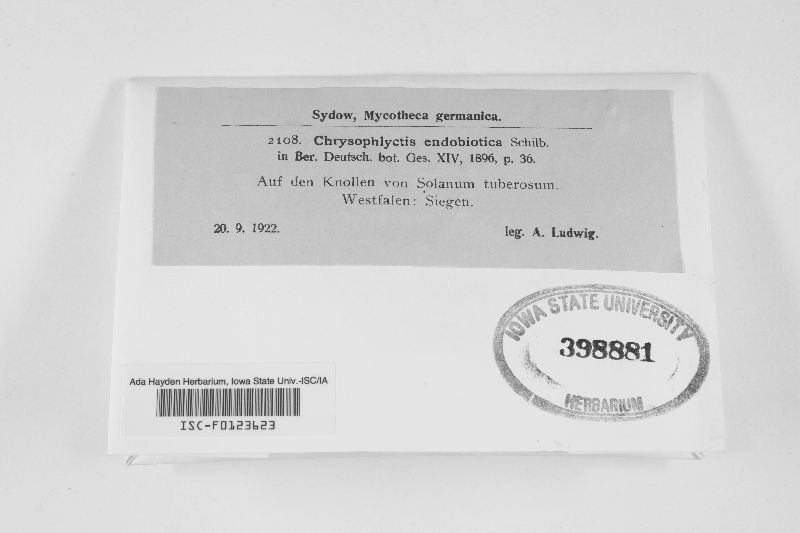 Sydow, Mycotheca germanica.
2108. Chrysophlyctis endobiotica Schilb.
in Ber. Deutsch. bot. Ges. XIV, 1896, p. 36.
Auf den Knollen von Solanum tuberosum.
Westfalen: Siegen.
20. 9. 1922. leg. A. Ludwig.
IOWA STATE UNIVERSITY
398881
HERBARIUM
Ada Hayden Herbarium, Iowa State Univ.-ISC/IA
ISC-F0123623